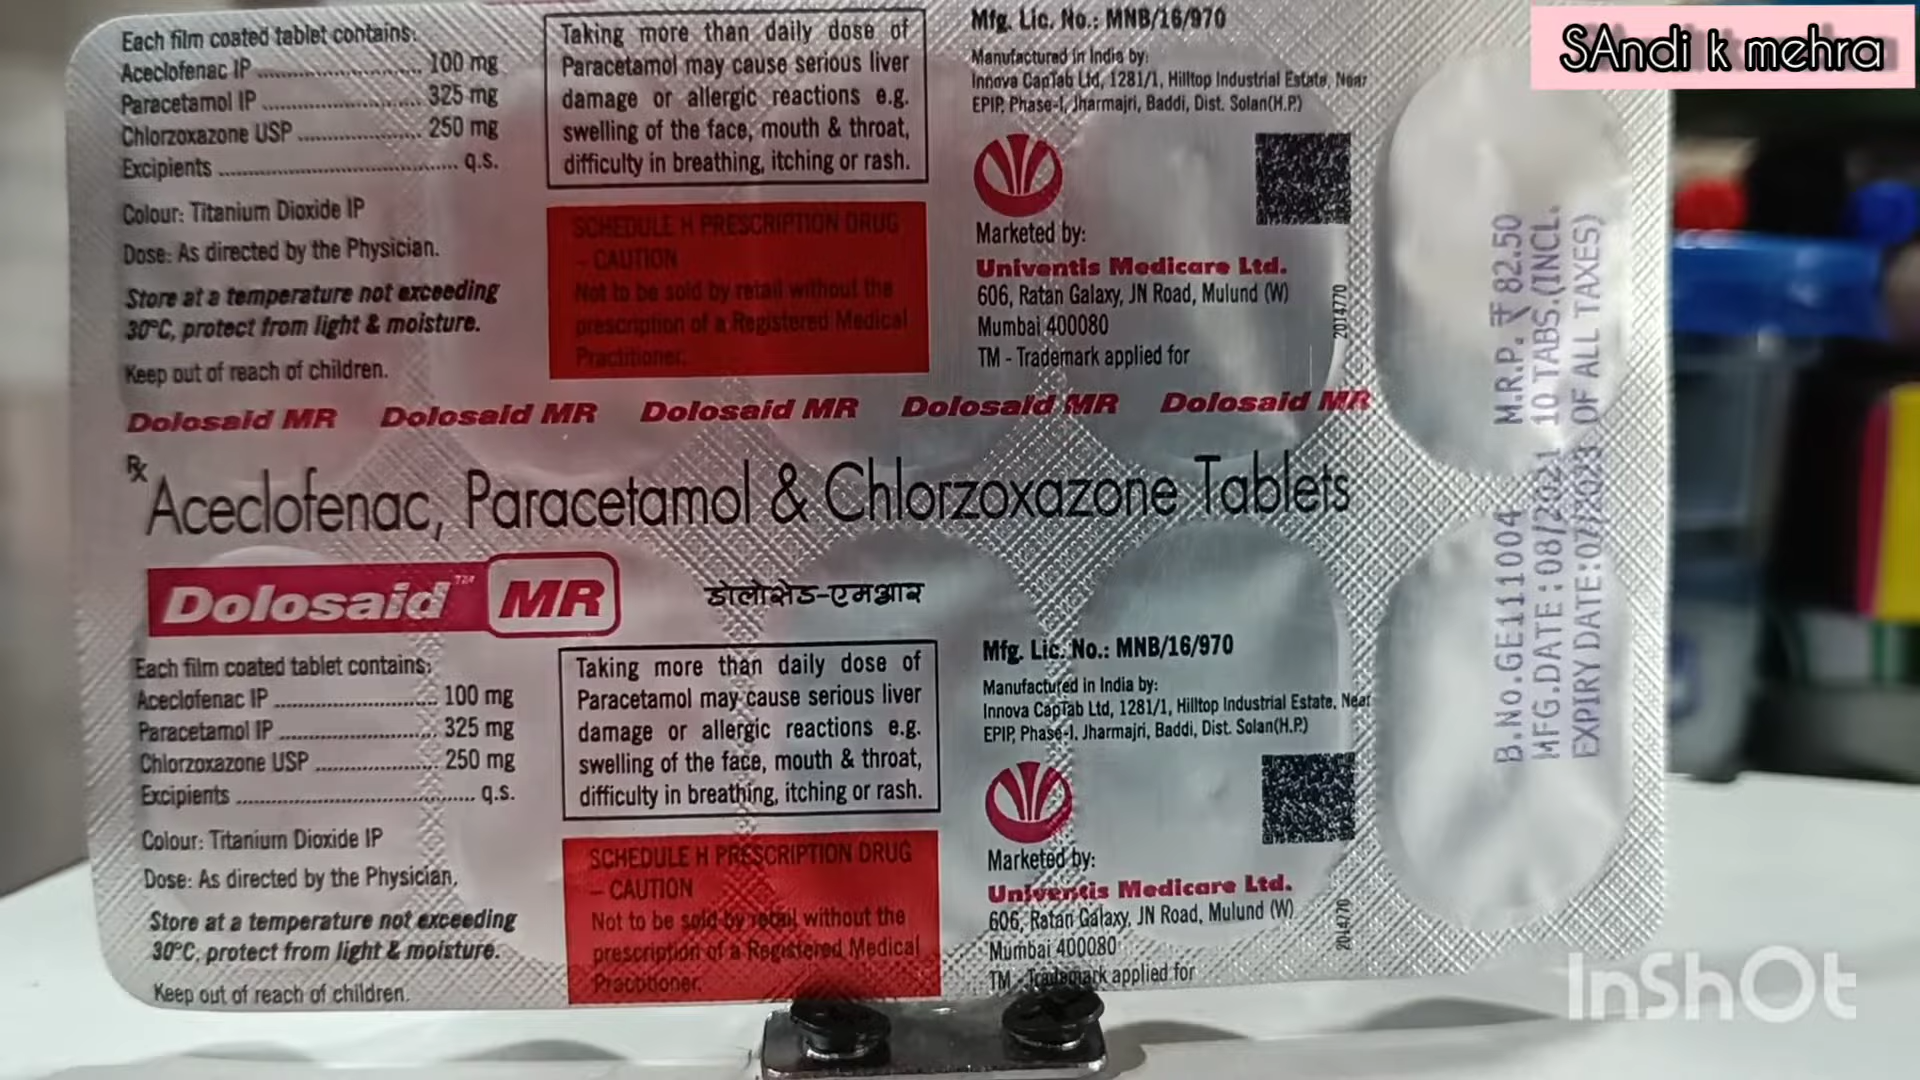 SAndi k mehra
Each film coated tablet contains:
Aceclofenac IP ........................ 100 mg
Paracetamol IP ........................ 325 mg
Chlorzoxazone USP .................. 250 mg
Excipients .................................... q.s.
Colour: Titanium Dioxide IP
Dose: As directed by the Physician.
Store at a temperature not exceeding
30°C, protect from light & moisture.
Keep out of reach of children.
Taking more than daily dose of
Paracetamol may cause serious liver
damage or allergic reactions e.g.
swelling of the face, mouth & throat,
difficulty in breathing, itching or rash.
SCHEDULE H PRESCRIPTION DRUG
– CAUTION
Not to be sold by retail without the
prescription of a Registered Medical
Practitioner.
Mfg. Lic. No.: MNB/16/970
Manufactured in India by:
Innova CapTab Ltd, 1281/1, Hilltop Industrial Estate, Near
EPIP, Phase-I, Jharmajri, Baddi, Dist. Solan(H.P.)
Marketed by:
Univentis Medicare Ltd.
606, Ratan Galaxy, JN Road, Mulund (W)
Mumbai 400080
TM - Trademark applied for
2014770
Dolosaid MR Dolosaid MR Dolosaid MR Dolosaid MR Dolosaid MR
Rx
Aceclofenac, Paracetamol & Chlorzoxazone Tablets
Dolosaid™ MR
डोलोसेड-एमआर
Each film coated tablet contains:
Aceclofenac IP ........................ 100 mg
Paracetamol IP ........................ 325 mg
Chlorzoxazone USP .................. 250 mg
Excipients .................................... q.s.
Colour: Titanium Dioxide IP
Dose: As directed by the Physician.
Store at a temperature not exceeding
30°C, protect from light & moisture.
Keep out of reach of children.
Taking more than daily dose of
Paracetamol may cause serious liver
damage or allergic reactions e.g.
swelling of the face, mouth & throat,
difficulty in breathing, itching or rash.
SCHEDULE H PRESCRIPTION DRUG
– CAUTION
Not to be sold by retail without the
prescription of a Registered Medical
Practitioner.
Mfg. Lic. No.: MNB/16/970
Manufactured in India by:
Innova CapTab Ltd, 1281/1, Hilltop Industrial Estate, Near
EPIP, Phase-I, Jharmajri, Baddi, Dist. Solan(H.P.)
Marketed by:
Univentis Medicare Ltd.
606, Ratan Galaxy, JN Road, Mulund (W)
Mumbai 400080
TM - Trademark applied for
2014770
B.No.GE111004 M.R.P. ₹ 82.50
MFG.DATE:08/2021 10 TABS.(INCL.
EXPIRY DATE:07/2023 OF ALL TAXES)
InShOt